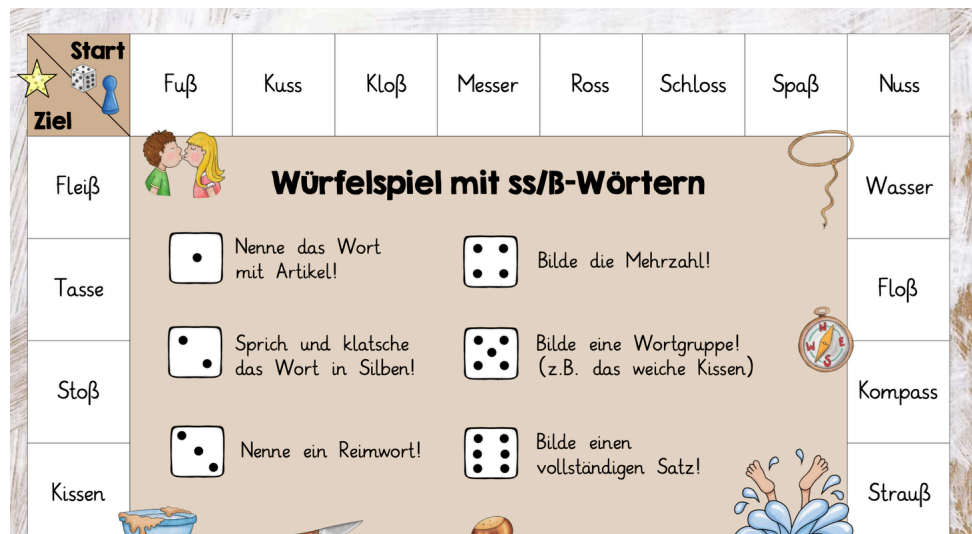 Start
Ziel
Fuß
Kuss
Kloß
Messer
Ross
Schloss
Spaß
Nuss
Fleiß
Wasser
Tasse
Floß
Stoß
Kompass
Kissen
Strauß
Würfelspiel mit ss/ß-Wörtern
Nenne das Wort
mit Artikel!
Sprich und klatsche
das Wort in Silben!
Nenne ein Reimwort!
Bilde die Mehrzahl!
Bilde eine Wortgruppe!
(z.B. das weiche Kissen)
Bilde einen
vollständigen Satz!
N
W
E
S